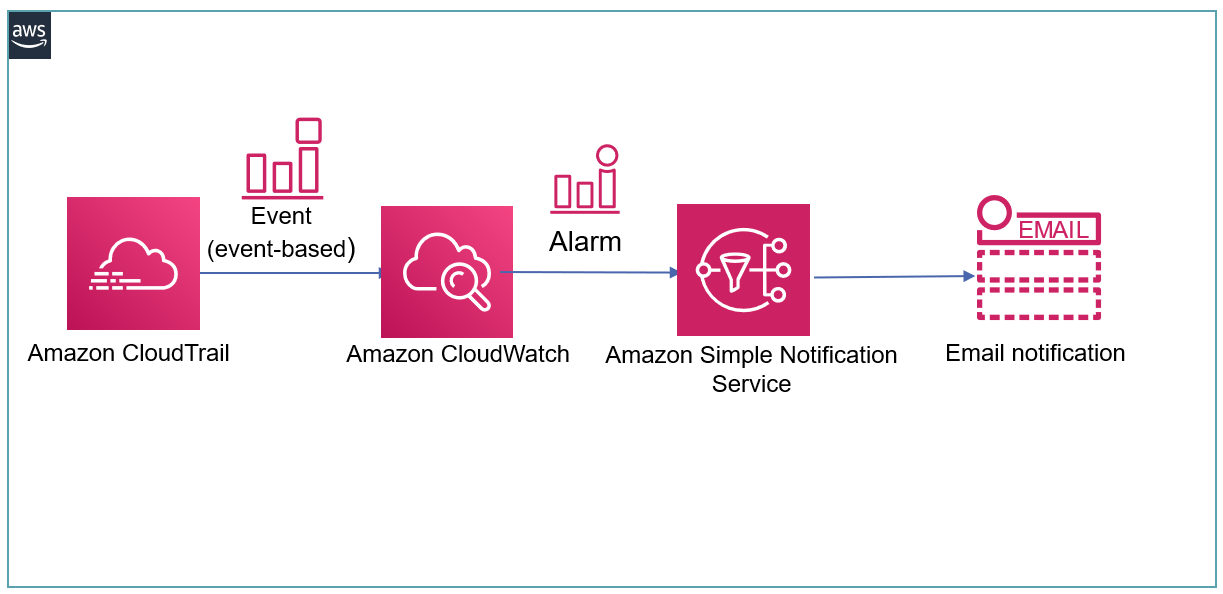 aws
Event
(event-based)
Alarm
EMAIL
Amazon CloudTrail
Amazon CloudWatch
Amazon Simple Notification
Service
Email notification